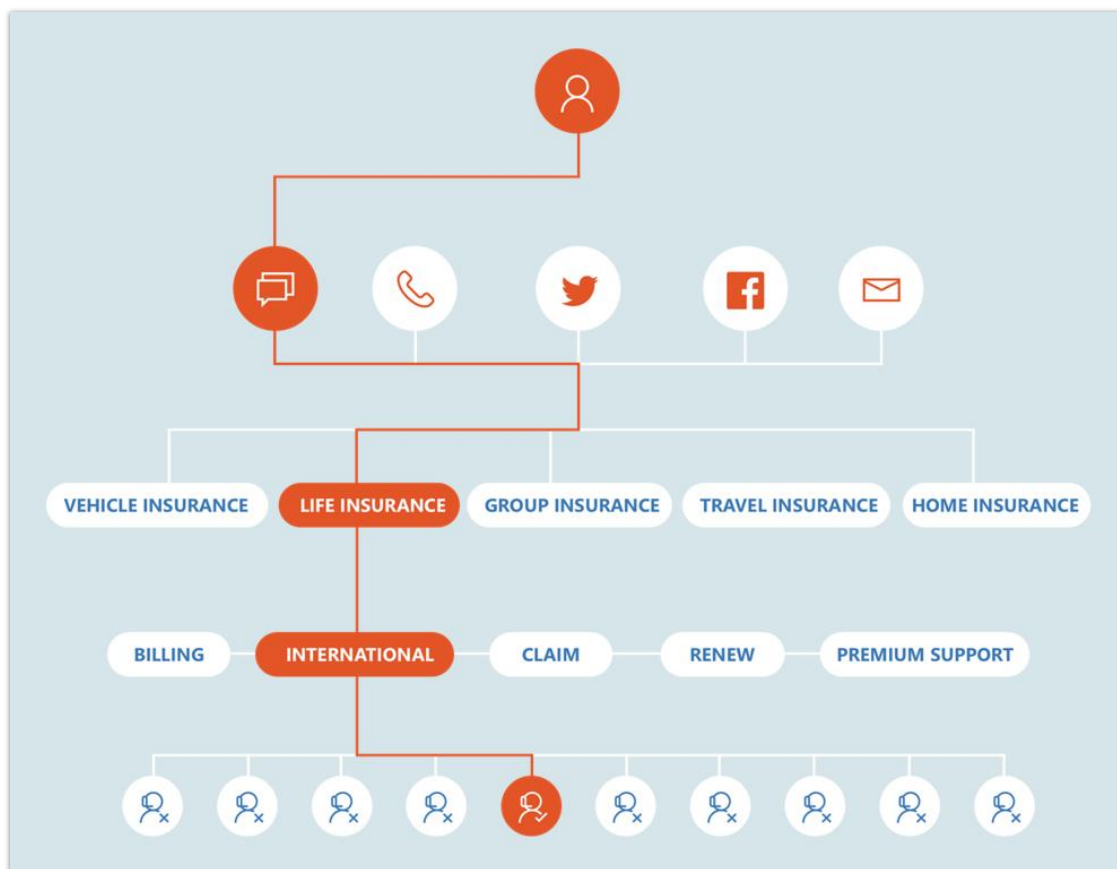 VEHICLE INSURANCE
LIFE INSURANCE
GROUP INSURANCE
TRAVEL INSURANCE
HOME INSURANCE
BILLING
INTERNATIONAL
CLAIM
RENEW
PREMIUM SUPPORT